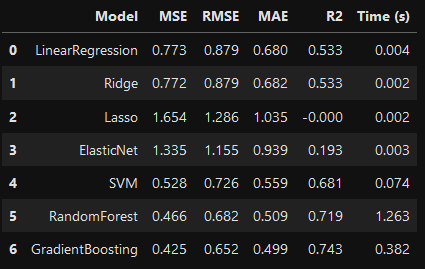 Model MSE RMSE MAE R2 Time (s)
0 LinearRegression 0.773 0.879 0.680 0.533 0.004
1 Ridge 0.772 0.879 0.682 0.533 0.002
2 Lasso 1.654 1.286 1.035 -0.000 0.002
3 ElasticNet 1.335 1.155 0.939 0.193 0.003
4 SVM 0.528 0.726 0.559 0.681 0.074
5 RandomForest 0.466 0.682 0.509 0.719 1.263
6 GradientBoosting 0.425 0.652 0.499 0.743 0.382